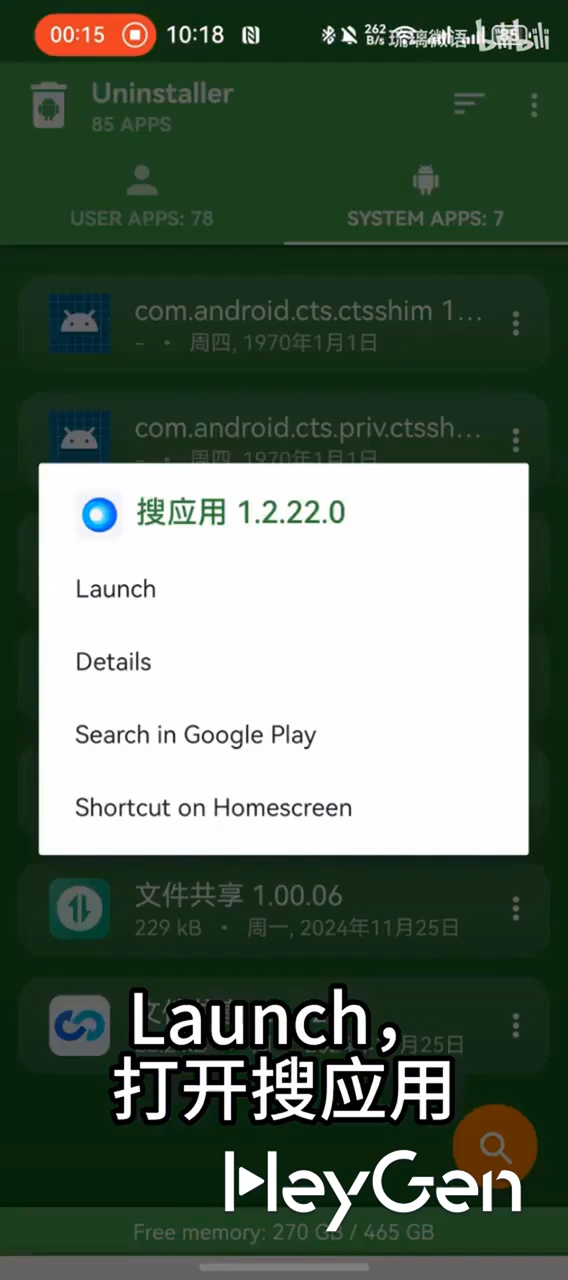 00:15 10:18 262 B/s 85
琉璃微语 bilibili
Uninstaller
85 APPS
USER APPS: 78 SYSTEM APPS: 7
com.android.cts.ctsshim 1...
- • 周四, 1970年1月1日
com.android.cts.priv.ctssh...
- • 周四, 1970年1月1日
搜应用 1.2.22.0
Launch
Details
Search in Google Play
Shortcut on Homescreen
文件共享 1.00.06
229 kB • 周一, 2024年11月25日
月25日
Launch,
打开搜应用
HeyGen
Free memory: 270 GB / 465 GB